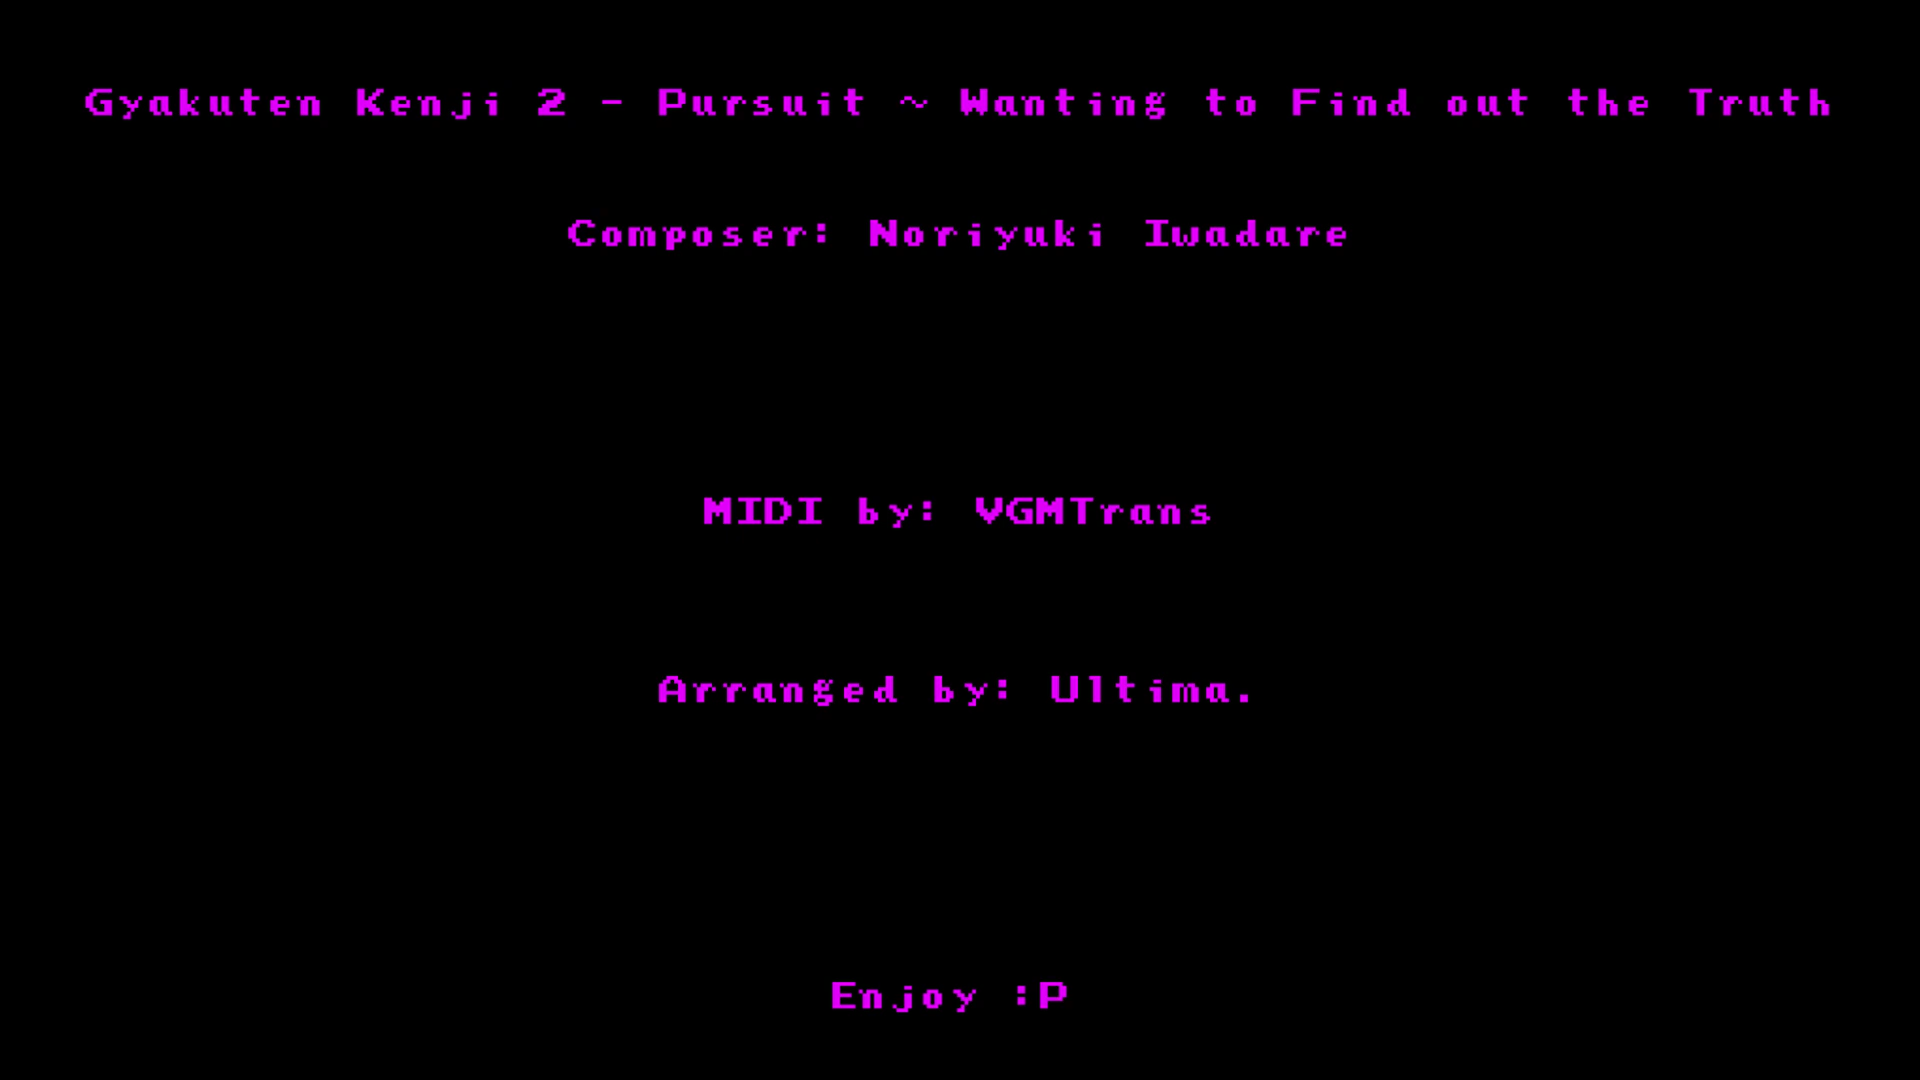 Gyakuten Kenji 2 - Pursuit ~ Wanting to Find out the Truth
Composer: Noriyuki Iwadare
MIDI by: VGMTrans
Arranged by: Ultima.
Enjoy :P